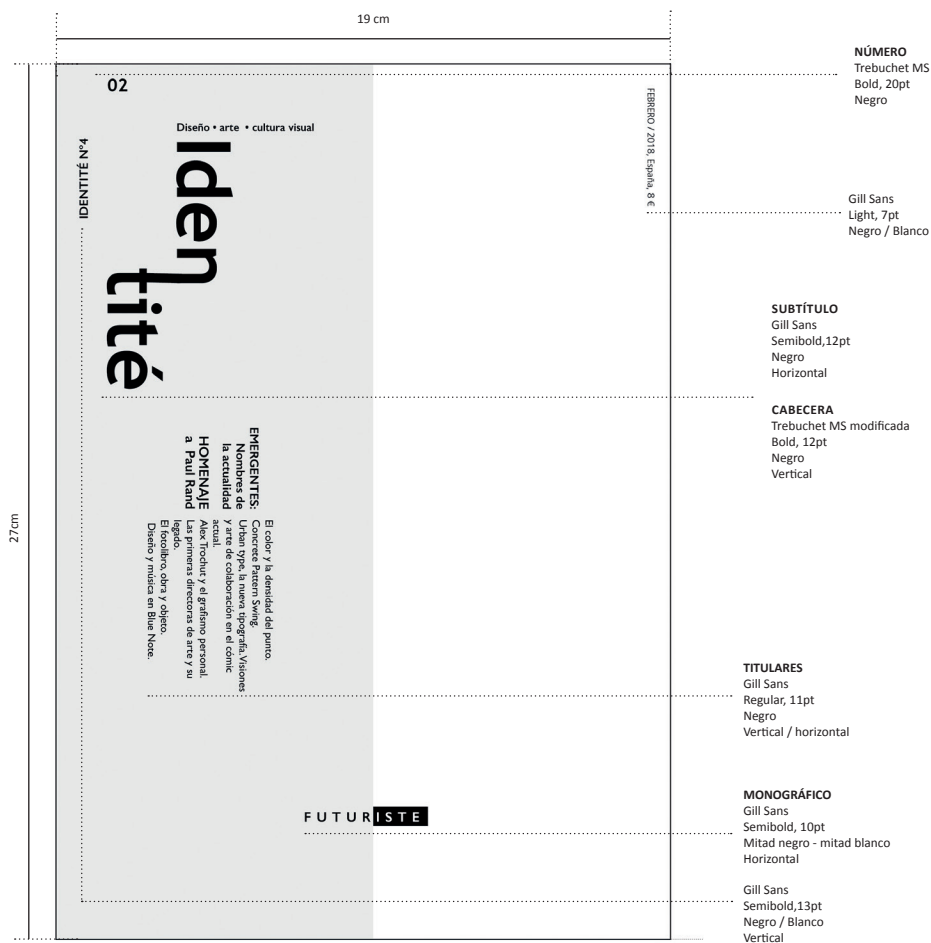 19 cm
27cm
02
Diseño • arte • cultura visual
Iden
tité
IDENTITÉ Nº4
FEBRERO / 2018, España, 8 €
EMERGENTES:
Nombres de
la actualidad
HOMENAJE
a Paul Rand
El color y la densidad del punto.
Concrete Pattern Swing.
Urban type, la nueva tipografía. Visiones
y arte de colaboración en el cómic
actual.
Alex Trochut y el grafismo personal.
Las primeras directoras de arte y su
legado.
El fotolibro, obra y objeto.
Diseño y música en Blue Note.
FUTURISTE
NÚMERO
Trebuchet MS
Bold, 20pt
Negro
Gill Sans
Light, 7pt
Negro / Blanco
SUBTÍTULO
Gill Sans
Semibold,12pt
Negro
Horizontal
CABECERA
Trebuchet MS modificada
Bold, 12pt
Negro
Vertical
TITULARES
Gill Sans
Regular, 11pt
Negro
Vertical / horizontal
MONOGRÁFICO
Gill Sans
Semibold, 10pt
Mitad negro - mitad blanco
Horizontal
Gill Sans
Semibold,13pt
Negro / Blanco
Vertical